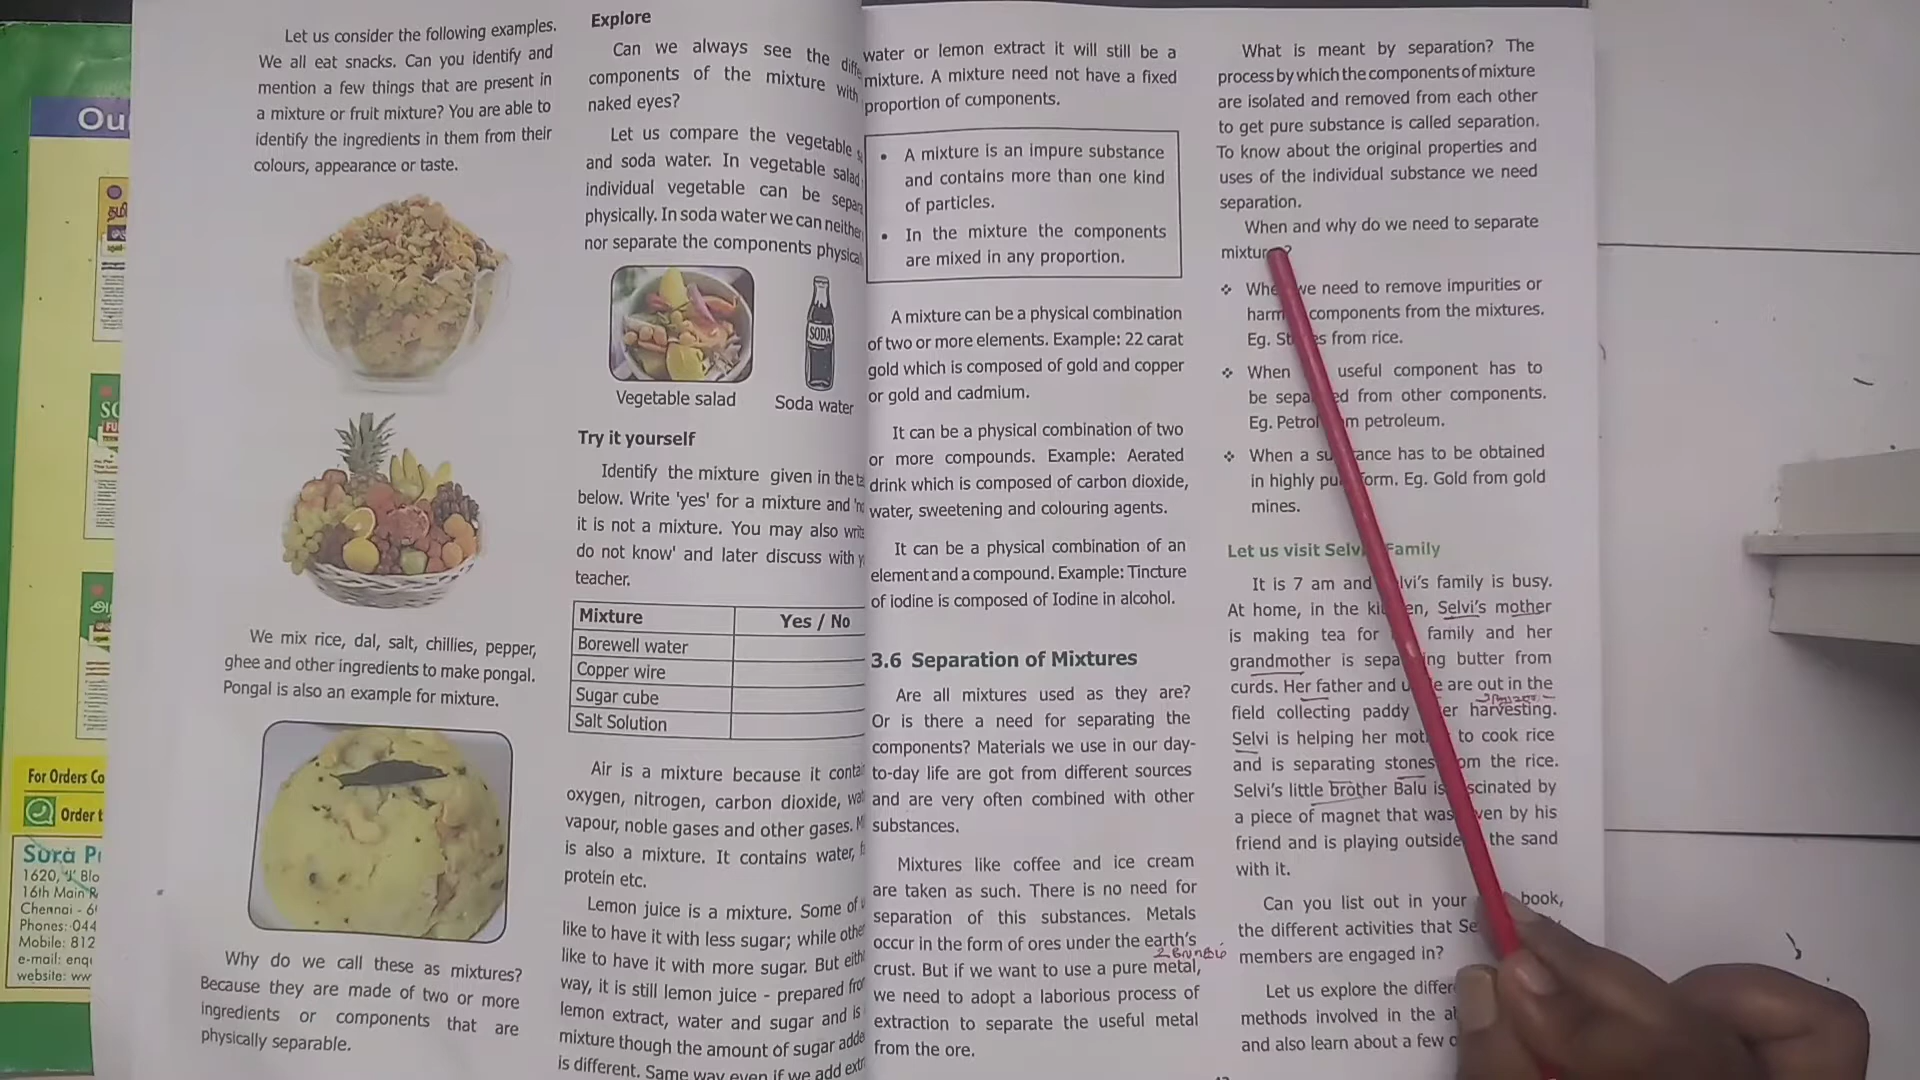 Ou
For Orders Co
Order t
Sura
1620, 'J' Blo
16th Main R
Chennai - 6
Phones: 044
Mobile: 812
e-mail: enq
website: ww
Let us consider the following examples.
We all eat snacks. Can you identify and
mention a few things that are present in
a mixture or fruit mixture? You are able to
identify the ingredients in them from their
colours, appearance or taste.
We mix rice, dal, salt, chillies, pepper,
ghee and other ingredients to make pongal.
Pongal is also an example for mixture.
Why do we call these as mixtures?
Because they are made of two or more
ingredients or components that are
physically separable.
Explore
Can we always see the
components of the mixture with
naked eyes?
Let us compare the vegetable
and soda water. In vegetable salad
individual vegetable can be
physically. In soda water we can neither
nor separate the components
SODA
Vegetable salad
Soda water
Try it yourself
Identify the mixture given in the
below. Write 'yes' for a mixture and
it is not a mixture. You may also
do not know' and later discuss with
teacher.
Mixture Yes / No
Borewell water
Copper wire
Sugar cube
Salt Solution
Air is a mixture because it
oxygen, nitrogen, carbon dioxide,
vapour, noble gases and other gases.
is also a mixture. It contains water,
protein etc.
Lemon juice is a mixture. Some of
like to have it with less sugar; while
like to have it with more sugar. But
way, it is still lemon juice - prepared
lemon extract, water and sugar and is
mixture though the amount of sugar
is different. Same way even if we add
water or lemon extract it will still be a
mixture. A mixture need not have a fixed
proportion of components.
• A mixture is an impure substance
and contains more than one kind
of particles.
• In the mixture the components
are mixed in any proportion.
A mixture can be a physical combination
of two or more elements. Example: 22 carat
gold which is composed of gold and copper
or gold and cadmium.
It can be a physical combination of two
or more compounds. Example: Aerated
drink which is composed of carbon dioxide,
water, sweetening and colouring agents.
It can be a physical combination of an
element and a compound. Example: Tincture
of iodine is composed of Iodine in alcohol.
3.6 Separation of Mixtures
Are all mixtures used as they are?
Or is there a need for separating the
components? Materials we use in our day-
to-day life are got from different sources
and are very often combined with other
substances.
Mixtures like coffee and ice cream
are taken as such. There is no need for
separation of this substances. Metals
occur in the form of ores under the earth's
crust. But if we want to use a pure metal,
we need to adopt a laborious process of
extraction to separate the useful metal
from the ore.
What is meant by separation? The
process by which the components of mixture
are isolated and removed from each other
to get pure substance is called separation.
To know about the original properties and
uses of the individual substance we need
separation.
When and why do we need to separate
❖ we need to remove impurities or
components from the mixtures.
Eg. from rice.
❖ When useful component has to
be from other components.
Eg. petroleum.
❖ When a has to be obtained
in highly form. Eg. Gold from gold
mines.
Let us visit Family
It is 7 am and family is busy.
At home, in the Selvi's mother
is making tea for family and her
grandmother is butter from
curds. Her father and are out in the
field collecting paddy harvesting.
Selvi is helping her to cook rice
and is separating stones the rice.
Selvi's little brother Balu
a piece of magnet that was by his
friend and is playing outside the sand
with it.
Can you list out in your book,
the different activities that
members are engaged in?
Let us explore the
methods involved in the
and also learn about a few